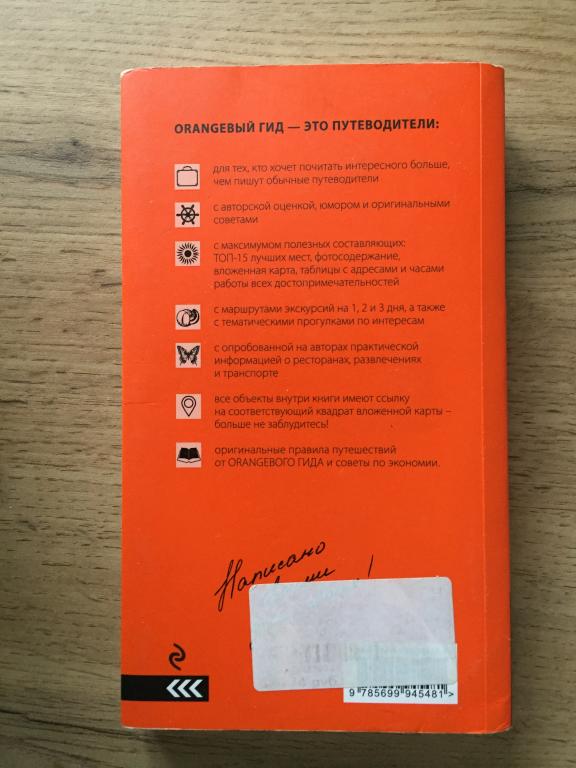 ORANGEВЫЙ ГИД — ЭТО ПУТЕВОДИТЕЛИ:
для тех, кто хочет почитать интересного больше,
чем пишут обычные путеводители
с авторской оценкой, юмором и оригинальными
советами
с максимумом полезных составляющих:
ТОП-15 лучших мест, фотосодержание,
вложенная карта, таблицы с адресами и часами
работы всех достопримечательностей
с маршрутами экскурсий на 1, 2 и 3 дня, а также
с тематическими прогулками по интересам
с опробованной на авторах практической
информацией о ресторанах, развлечениях
и транспорте
все объекты внутри книги имеют ссылку
на соответствующий квадрат вложенной карты –
больше не заблудитесь!
оригинальные правила путешествий
от ORANGEВОГО ГИДА и советы по экономии.
Написано
9 785699 945481 >